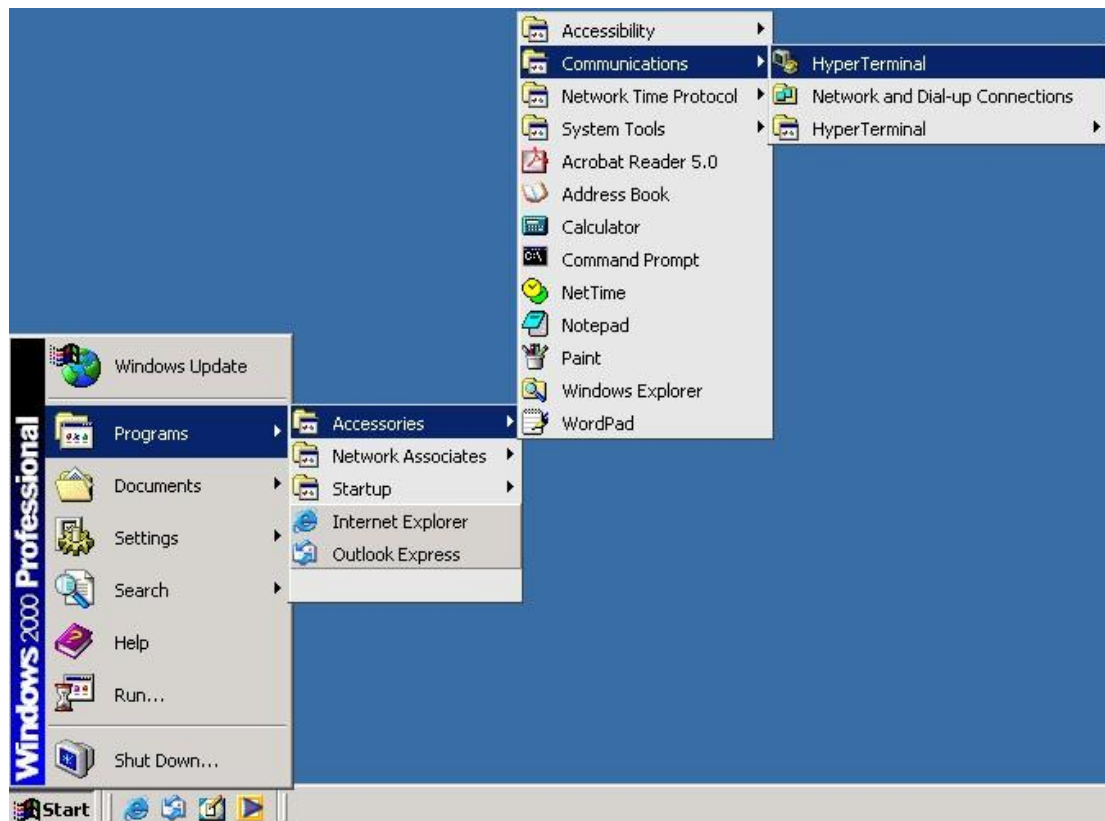 Accessibility
Communications
Network Time Protocol
System Tools
Acrobat Reader 5.0
Address Book
Calculator
Command Prompt
NetTime
Notepad
Paint
Windows Explorer
WordPad
HyperTerminal
Network and Dial-up Connections
HyperTerminal
Windows 2000 Professional
Windows Update
Programs
Documents
Settings
Search
Help
Run...
Shut Down...
Accessories
Network Associates
Startup
Internet Explorer
Outlook Express
Start